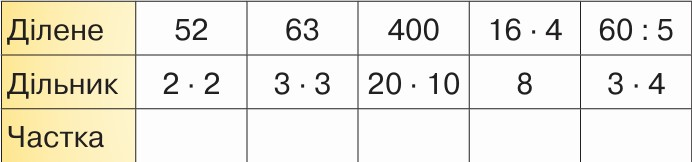 Ділене 52 63 400 16 · 4 60 : 5
Дільник 2 · 2 3 · 3 20 · 10 8 3 · 4
Частка